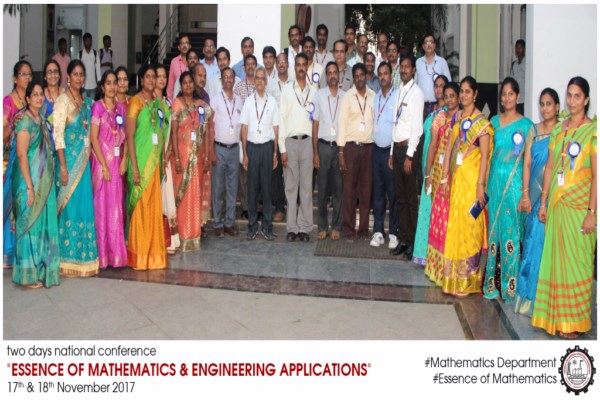 two days national conference
"ESSENCE OF MATHEMATICS & ENGINEERING APPLICATIONS"
17th & 18th November 2017
#Mathematics Department
#Essence of Mathematics